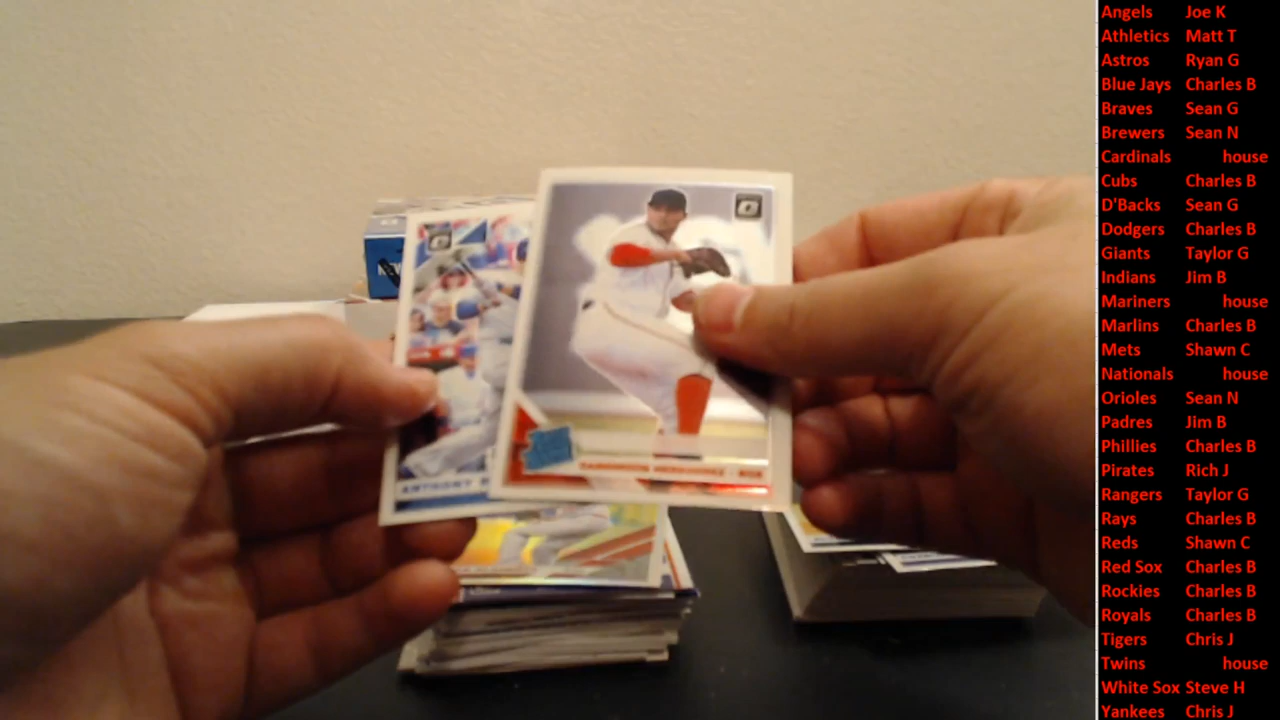 Angels Joe K
Athletics Matt T
Astros Ryan G
Blue Jays Charles B
Braves Sean G
Brewers Sean N
Cardinals house
Cubs Charles B
D'Backs Sean G
Dodgers Charles B
Giants Taylor G
Indians Jim B
Mariners house
Marlins Charles B
Mets Shawn C
Nationals house
Orioles Sean N
Padres Jim B
Phillies Charles B
Pirates Rich J
Rangers Taylor G
Rays Charles B
Reds Shawn C
Red Sox Charles B
Rockies Charles B
Royals Charles B
Tigers Chris J
Twins house
White Sox Steve H
Yankees Chris J
ANTHONY